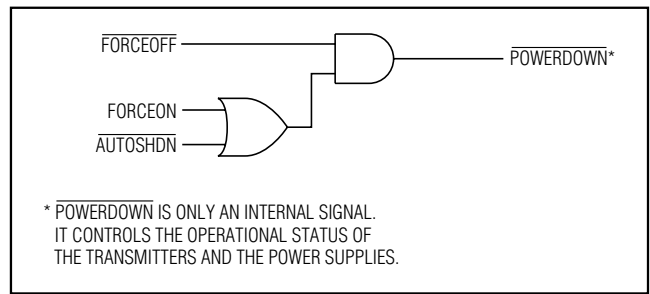 FORCEOFF
POWERDOWN*
FORCEON
AUTOSHDN
* POWERDOWN IS ONLY AN INTERNAL SIGNAL.
IT CONTROLS THE OPERATIONAL STATUS OF
THE TRANSMITTERS AND THE POWER SUPPLIES.